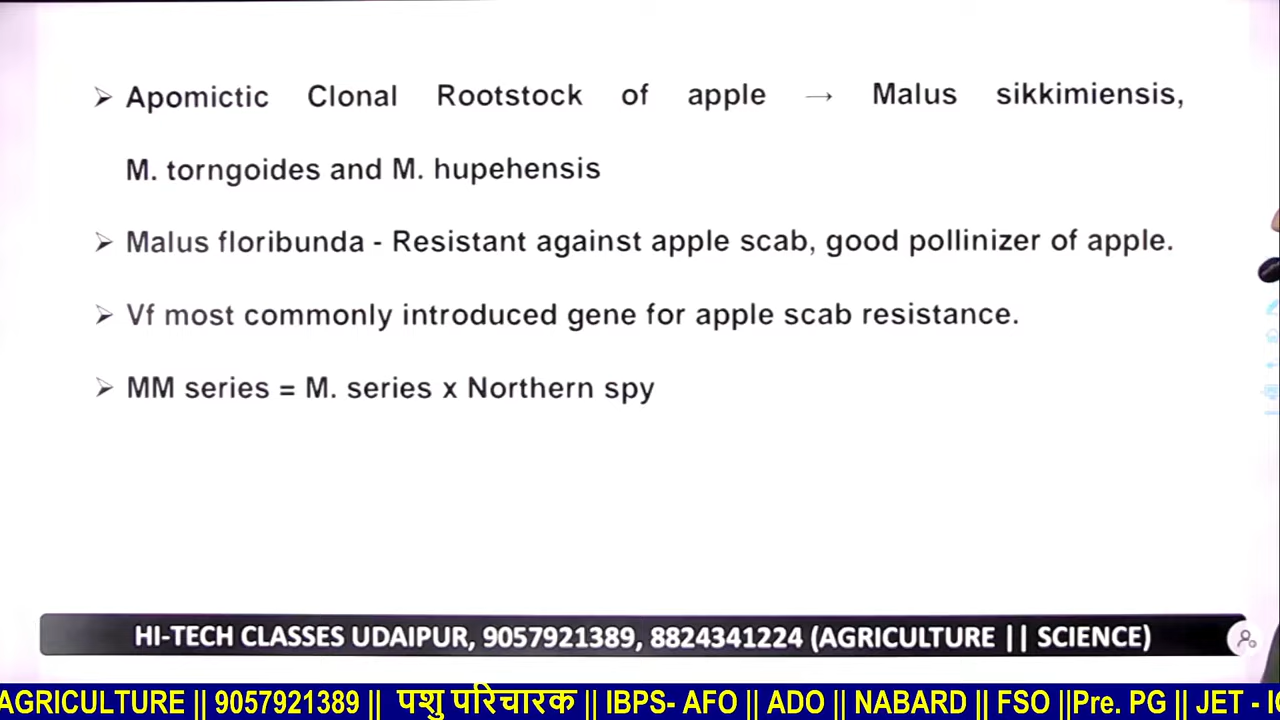 ➢ Apomictic Clonal Rootstock of apple → Malus sikkimiensis,
M. torngoides and M. hupehensis
➢ Malus floribunda - Resistant against apple scab, good pollinizer of apple.
➢ Vf most commonly introduced gene for apple scab resistance.
➢ MM series = M. series x Northern spy
HI-TECH CLASSES UDAIPUR, 9057921389, 8824341224 (AGRICULTURE || SCIENCE)
AGRICULTURE || 9057921389 || पशु परिचारक || IBPS- AFO || ADO || NABARD || FSO ||Pre. PG || JET -